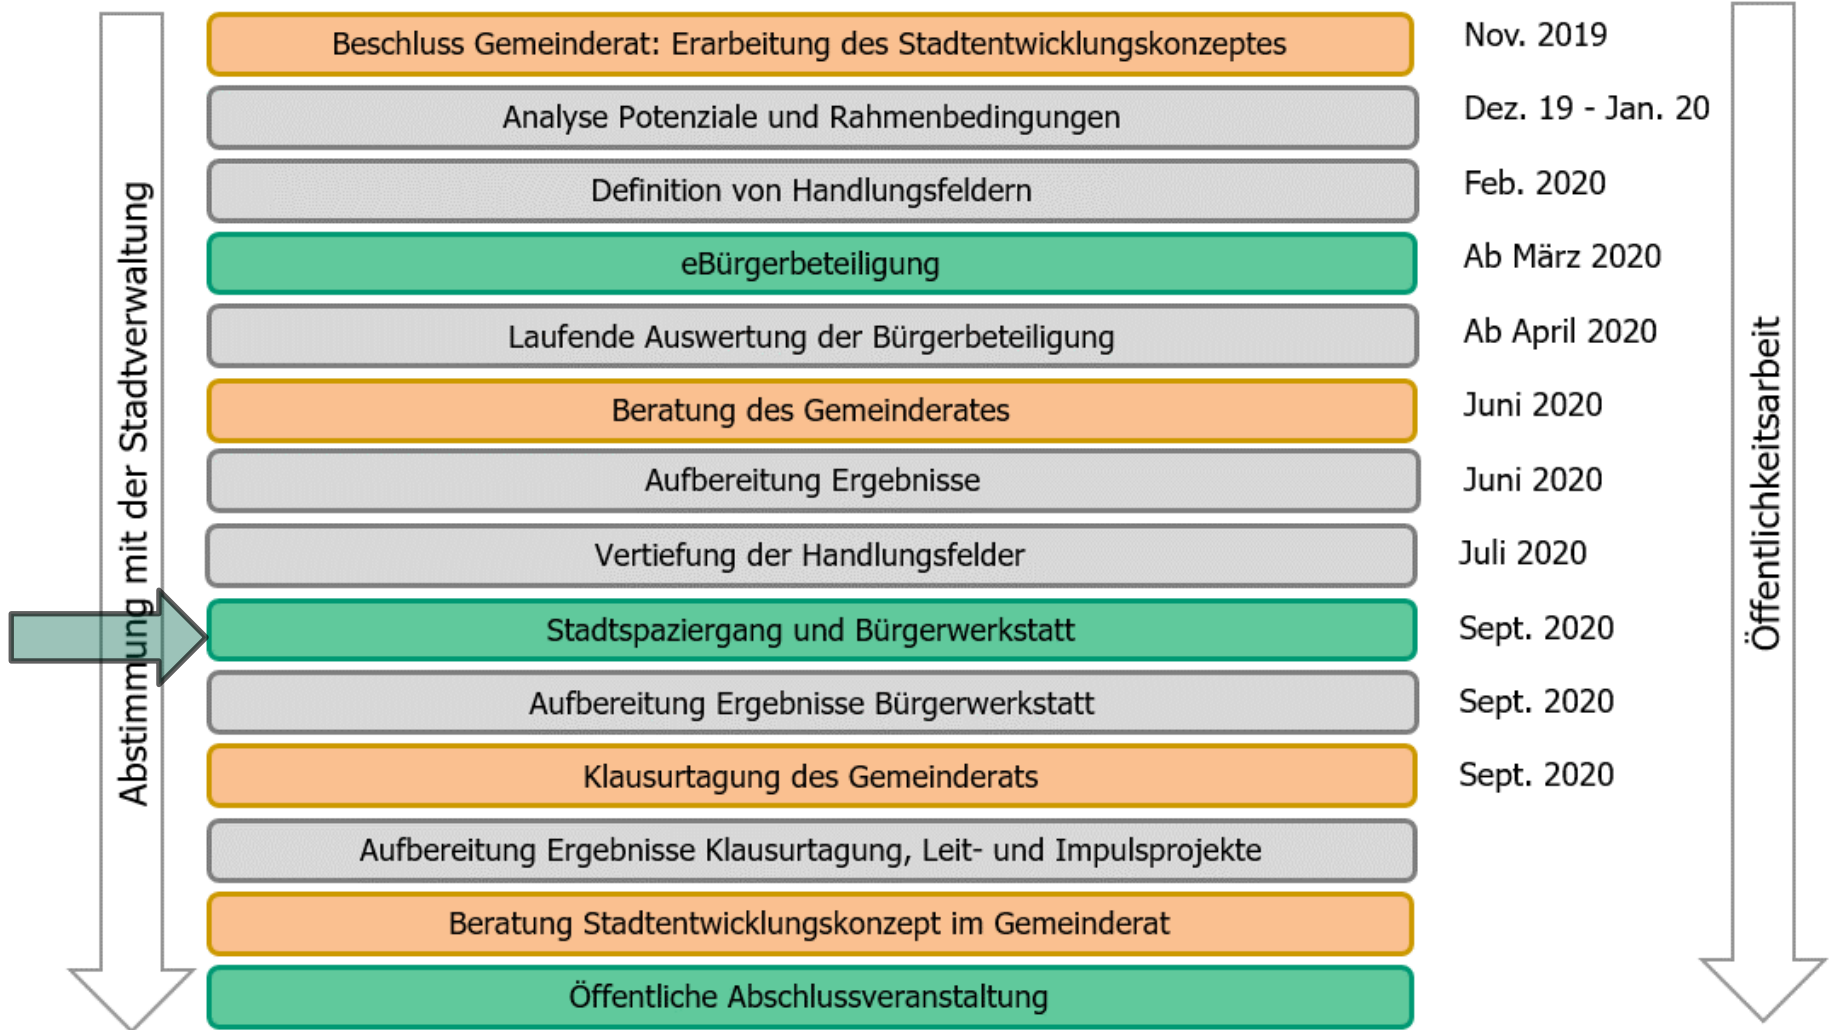 Beschluss Gemeinderat: Erarbeitung des Stadtentwicklungskonzeptes
Nov. 2019
Analyse Potenziale und Rahmenbedingungen
Dez. 19 - Jan. 20
Definition von Handlungsfeldern
Feb. 2020
eBürgerbeteiligung
Ab März 2020
Laufende Auswertung der Bürgerbeteiligung
Ab April 2020
Beratung des Gemeinderates
Juni 2020
Aufbereitung Ergebnisse
Juni 2020
Vertiefung der Handlungsfelder
Juli 2020
Stadtspaziergang und Bürgerwerkstatt
Sept. 2020
Aufbereitung Ergebnisse Bürgerwerkstatt
Sept. 2020
Klausurtagung des Gemeinderats
Sept. 2020
Aufbereitung Ergebnisse Klausurtagung, Leit- und Impulsprojekte
Beratung Stadtentwicklungskonzept im Gemeinderat
Öffentliche Abschlussveranstaltung
Abstimmung mit der Stadtverwaltung
Öffentlichkeitsarbeit